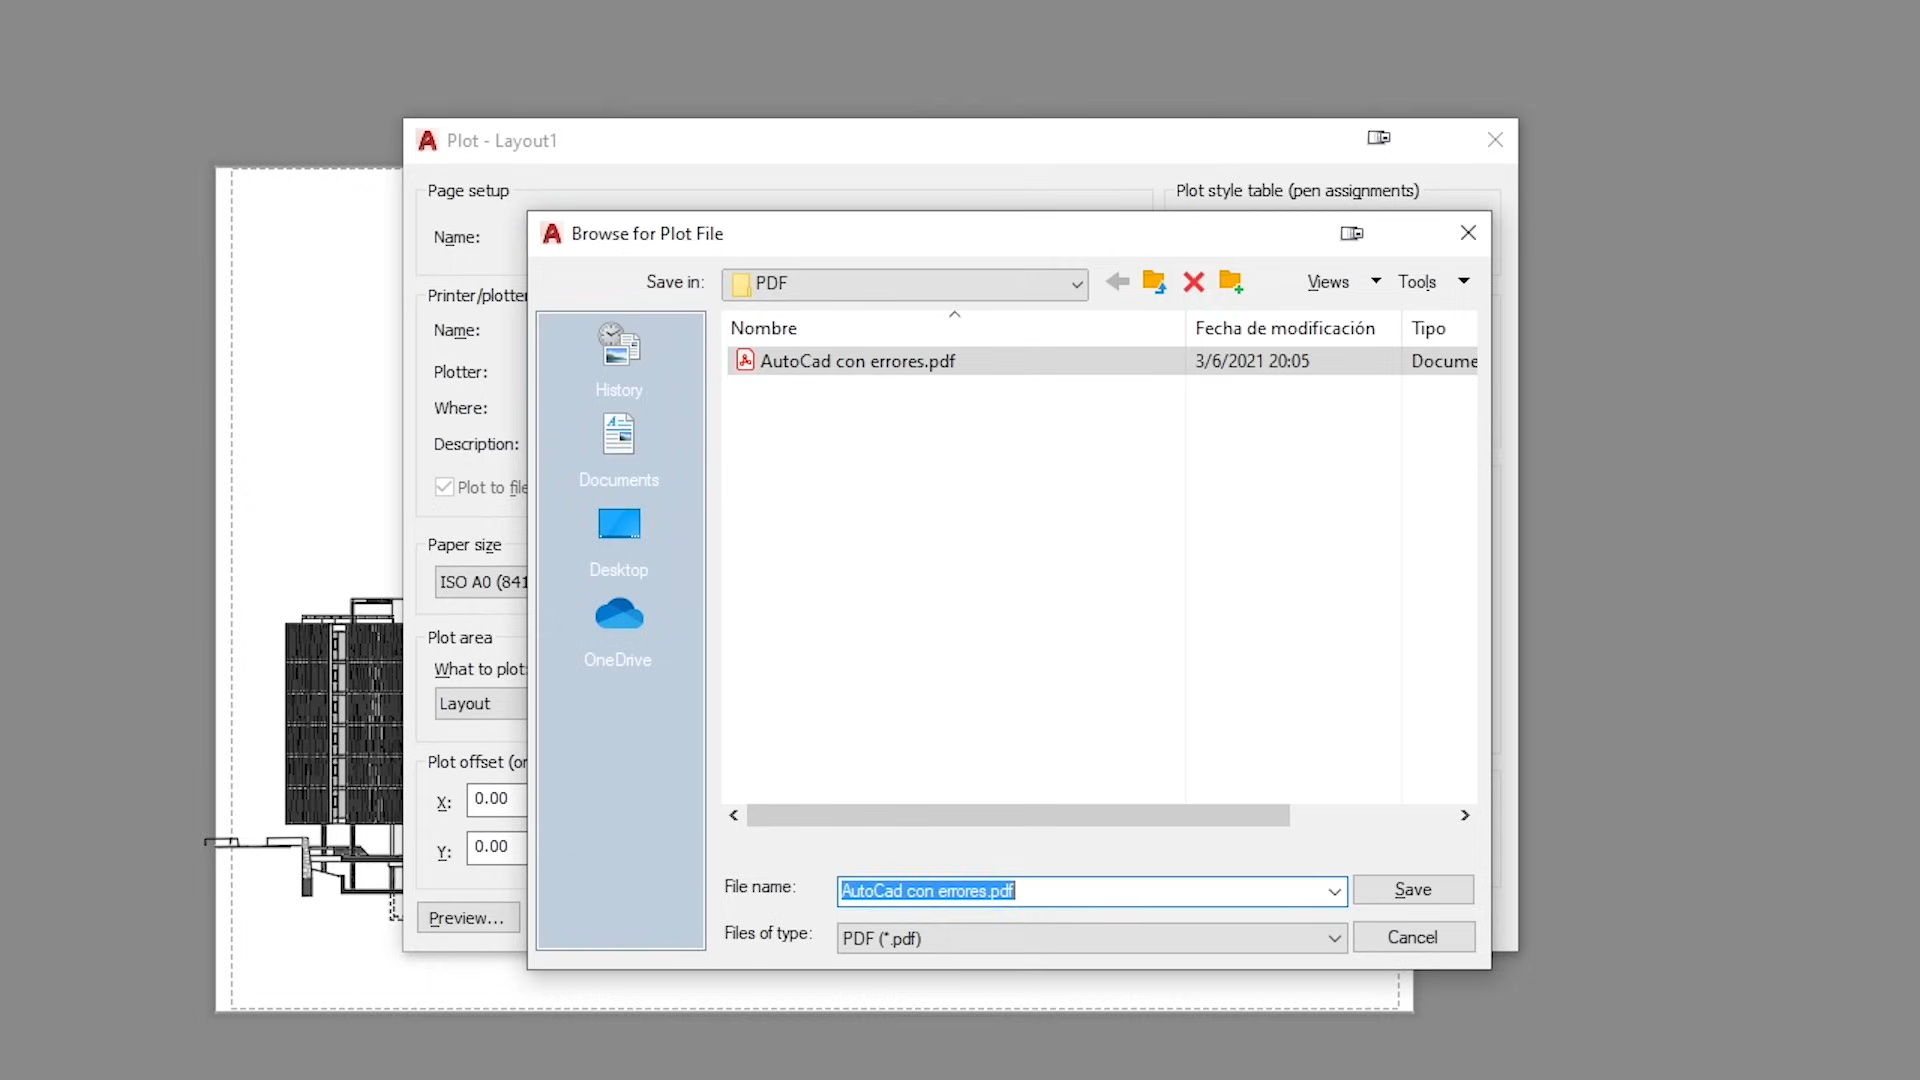 Plot - Layout1
Page setup
Plot style table (pen assignments)
Name:
Browse for Plot File
Save in:
PDF
Views
Tools
Printer/plotter
Name:
Plotter:
Where:
Description:
Plot to file
Paper size
ISO A0 (841
Plot area
What to plot:
Layout
Plot offset (or
X:
0.00
Y:
0.00
Preview...
History
Documents
Desktop
OneDrive
Nombre
Fecha de modificación
Tipo
AutoCad con errores.pdf
3/6/2021 20:05
Docume
File name:
AutoCad con errores.pdf
Save
Files of type:
PDF (*.pdf)
Cancel